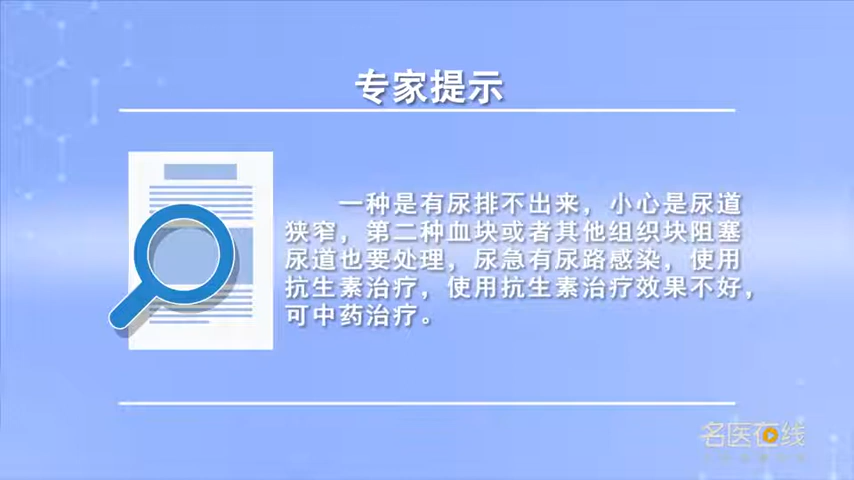 专家提示
一种是有尿排不出来，小心是尿道
狭窄，第二种血块或者其他组织块阻塞
尿道也要处理，尿急有尿路感染，使用
抗生素治疗，使用抗生素治疗效果不好，
可中药治疗。
名医在线